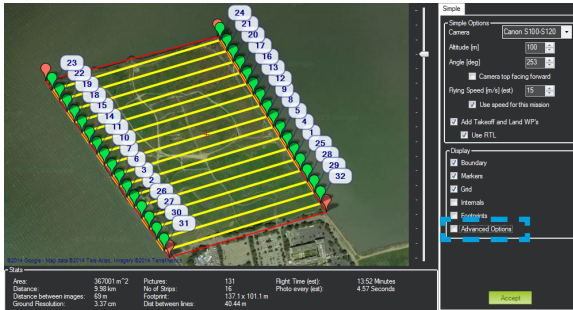 24
21
20
17
16
13
12
9
8
5
4
1
25
28
29
32
23
22
19
18
15
14
11
10
7
6
3
2
26
27
30
31
©2014 Google - Map data ©2014 Tele Atlas, Imagery ©2014 TerraMetrics
Stats
Area: 367001 m^2 Pictures: 131 Flight Time (est): 13:52 Minutes
Distance: 9.98 km No of Strips: 16 Photo every (est): 4.57 Seconds
Distance between images: 69 m Footprint: 137.1 x 101.1 m
Ground Resolution: 3.37 cm Dist between lines: 40.44 m
Simple
Simple Options
Camera Canon S100-S120
Altitude [m] 100
Angle [deg] 253
Camera top facing forward
Flying Speed [m/s] (est) 15
Use speed for this mission
Add Takeoff and Land WP's
Use RTL
Display
Boundary
Markers
Grid
Internals
Footprints
Advanced Options
Accept